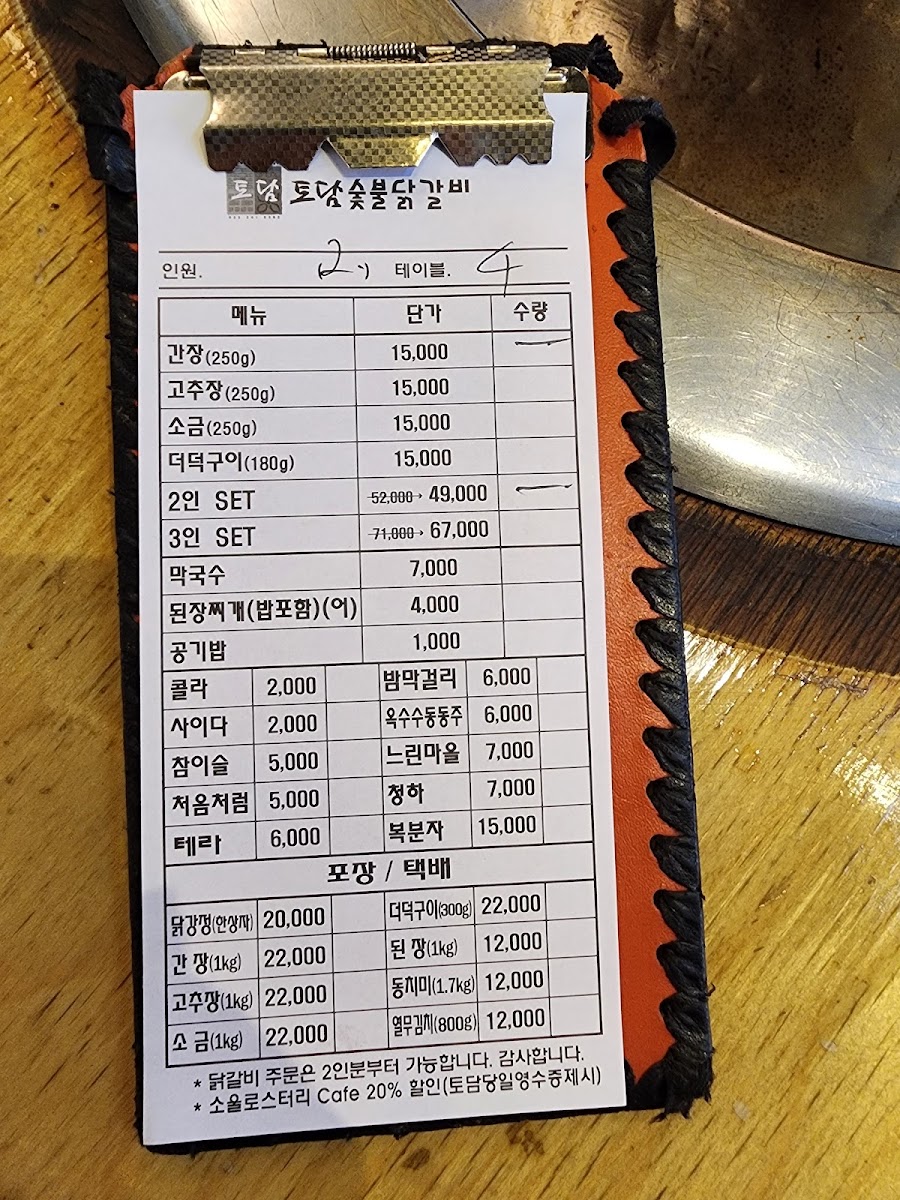 토담 토담숯불닭갈비
인원. (2.) 테이블. 4
메뉴 단가 수량
간장(250g) 15,000 —
고추장(250g) 15,000
소금(250g) 15,000
더덕구이(180g) 15,000
2인 SET 52,000→ 49,000 —
3인 SET 71,000→ 67,000
막국수 7,000
된장찌개(밥포함)(어) 4,000
공기밥 1,000
콜라 2,000 밤막걸리 6,000
사이다 2,000 옥수수동동주 6,000
참이슬 5,000 느린마을 7,000
처음처럼 5,000 청하 7,000
테라 6,000 복분자 15,000
포장 / 택배
닭강정(한상자) 20,000 더덕구이(300g) 22,000
간 장(1kg) 22,000 된 장(1kg) 12,000
고추장(1kg) 22,000 동치미(1.7kg) 12,000
소 금(1kg) 22,000 열무김치(800g) 12,000
* 닭갈비 주문은 2인분부터 가능합니다. 감사합니다.
* 소울로스터리 Cafe 20% 할인(토담당일영수증제시)